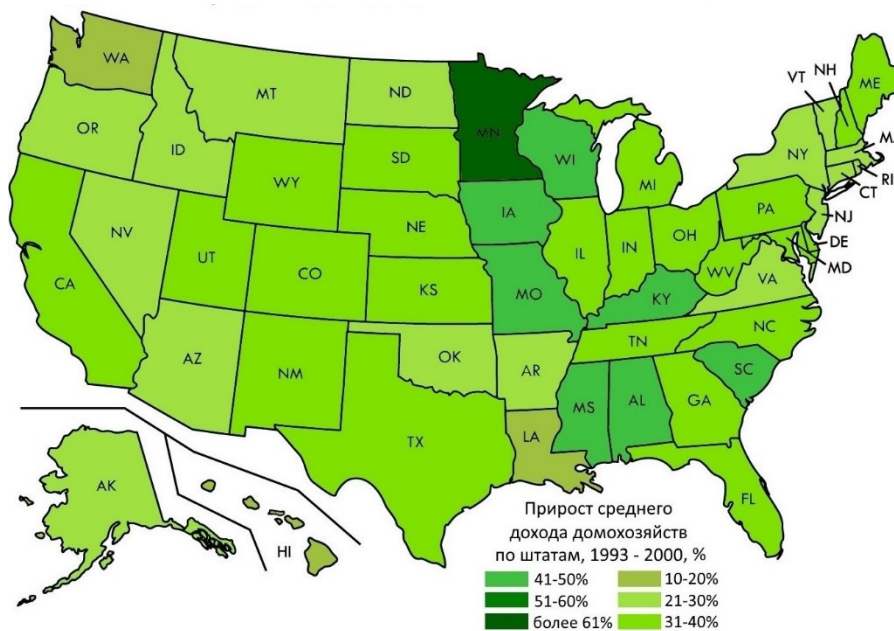 WA
MT
ND
MN
OR
ID
SD
WY
WI
MI
VT
NH
ME
NY
RI
CT
NV
UT
CO
NE
IA
IL
IN
OH
PA
NJ
DE
MD
CA
KS
MO
KY
WV
VA
AZ
NM
OK
AR
TN
NC
SC
TX
LA
MS
AL
GA
FL
AK
HI
Прирост среднего
дохода домохозяйств
по штатам, 1993 - 2000, %
41-50% 10-20%
51-60% 21-30%
более 61% 31-40%